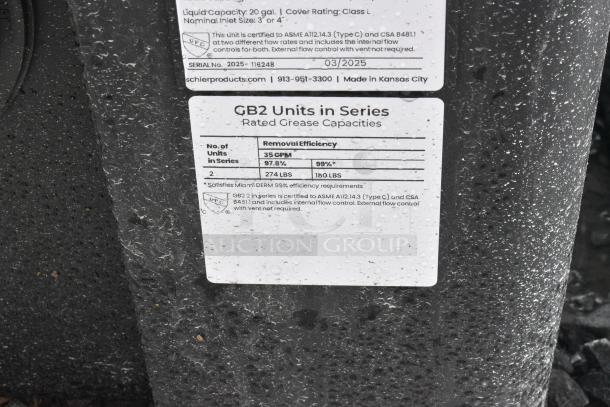 Liquid Capacity: 20 gal. | Cover Rating: Class L
Nominal Inlet Size: 3" or 4"
UPC
This unit is certified to ASME A112.14.3 (Type C) and CSA B481.1
at two different flow rates and includes the internal flow
controls for both. External flow control with vent not required.
SERIAL No. 2025- 116248 03/2025
schierproducts.com | 913-951-3300 | Made in Kansas City
GB2 Units in Series
Rated Grease Capacities
No. of Units in Series
Removal Efficiency
35 GPM
97.8% 99%*
2 274 LBS 180 LBS
* Satisfies Miami DERM 99% efficiency requirements
UPC
GB2 2 in series is certified to ASME A112.14.3 (Type C) and CSA
B481.1 and includes internal flow control. External flow control
with vent not required.
AUCTION GROUP